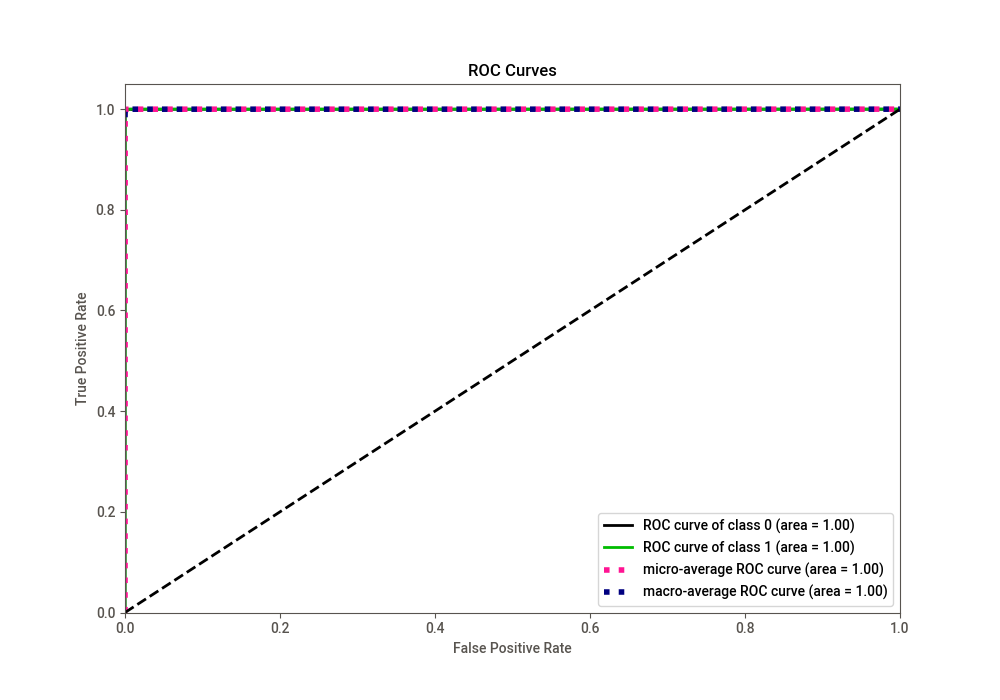 ROC Curves
True Positive Rate
1.0
0.8
0.6
0.4
0.2
0.0
0.0 0.2 0.4 0.6 0.8 1.0
False Positive Rate
ROC curve of class 0 (area = 1.00)
ROC curve of class 1 (area = 1.00)
micro-average ROC curve (area = 1.00)
macro-average ROC curve (area = 1.00)